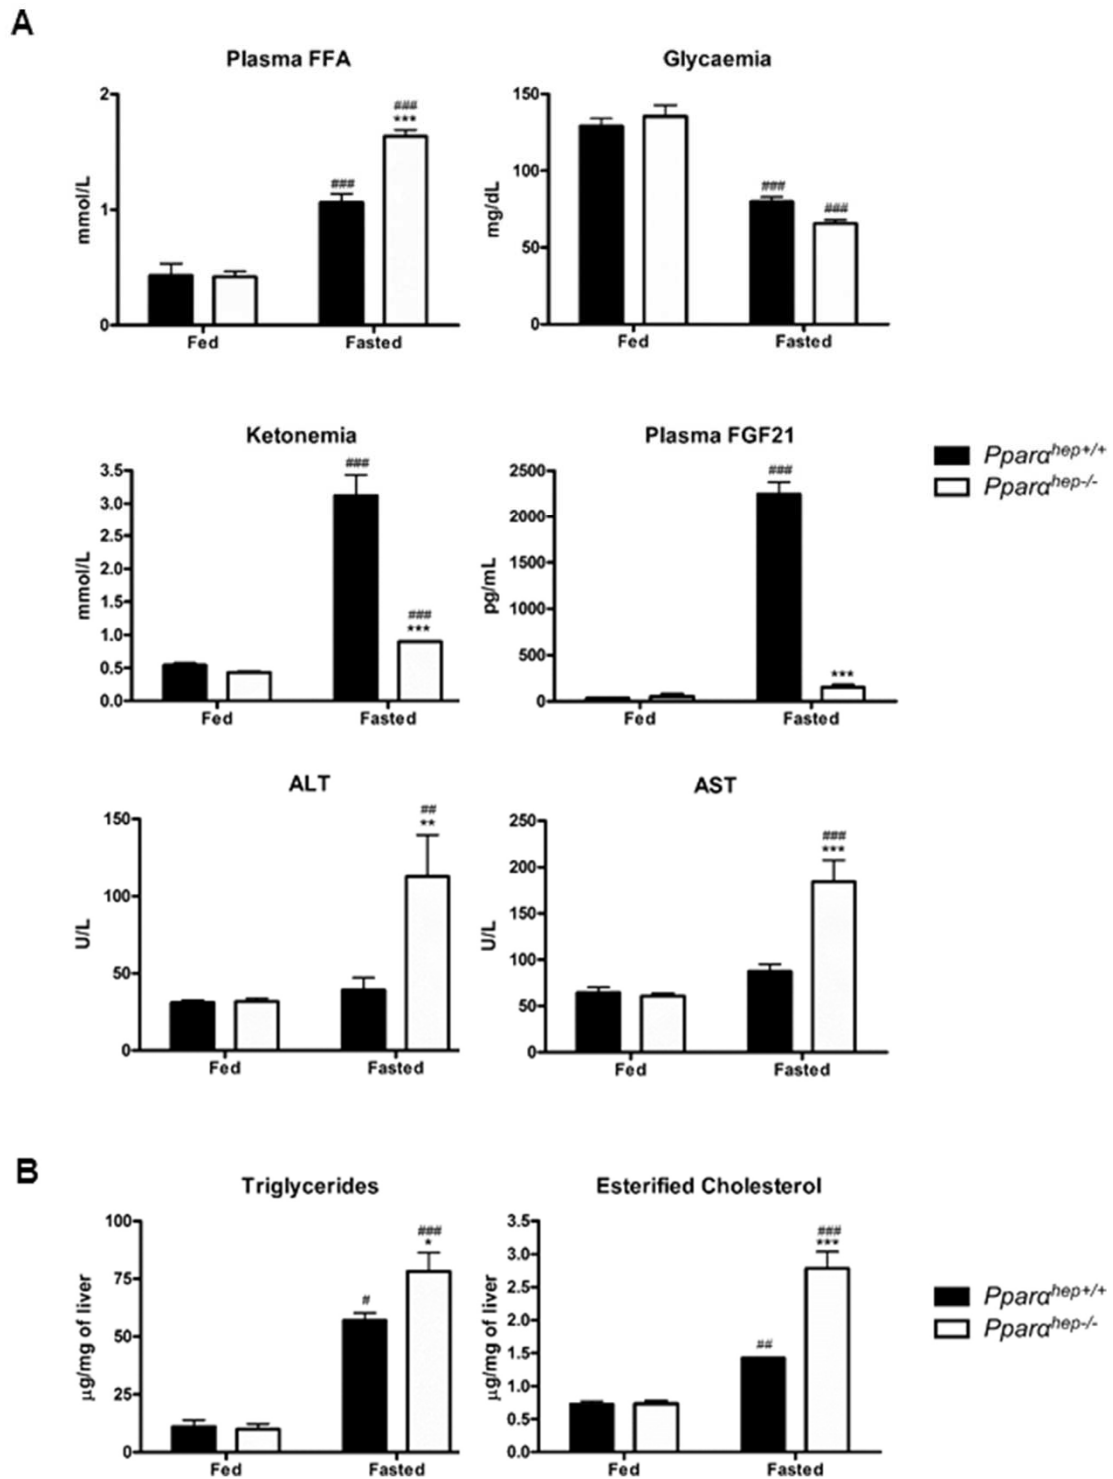 A
Plasma FFA
2
1
0
mmol/L
###
###
***
Fed
Fasted
Glycaemia
150
100
50
0
mg/dL
###
###
Fed
Fasted
Ketonemia
3.5
3.0
2.5
2.0
1.5
1.0
0.5
0.0
mmol/L
###
###
***
Fed
Fasted
Plasma FGF21
2500
2000
1500
1000
500
0
pg/mL
###
***
Fed
Fasted
Pparα^hep+/+
Pparα^hep-/-
ALT
150
100
50
0
U/L
##
**
Fed
Fasted
AST
250
200
150
100
50
0
U/L
###
***
Fed
Fasted
B
Triglycerides
100
75
50
25
0
µg/mg of liver
#
###
*
Fed
Fasted
Esterified Cholesterol
3.5
3.0
2.5
2.0
1.5
1.0
0.5
0.0
µg/mg of liver
##
###
***
Fed
Fasted
Pparα^hep+/+
Pparα^hep-/-